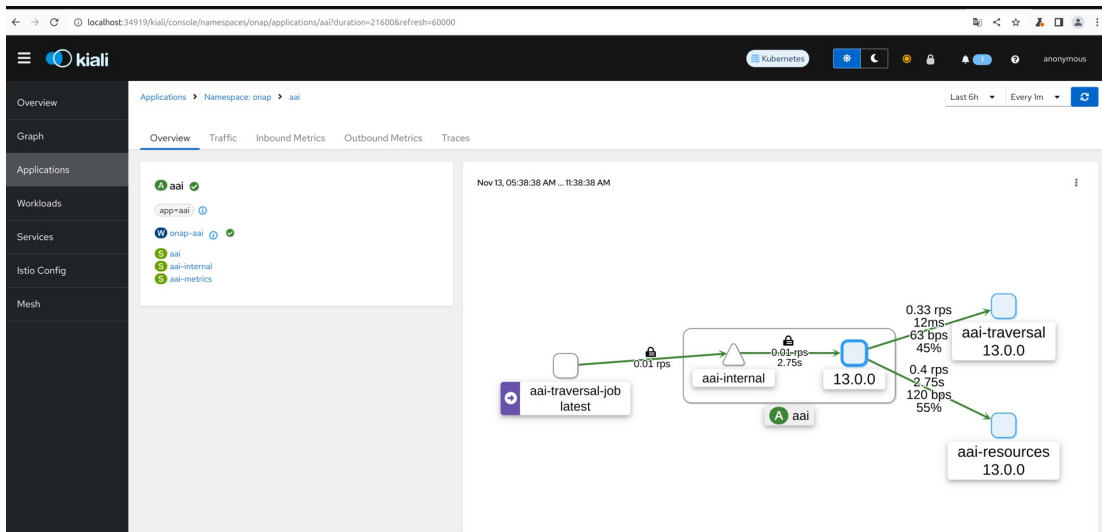 localhost:34919/kiali/console/namespaces/onap/applications/aai?duration=21600&refresh=60000
kiali
Kubernetes
1
anonymous
Overview
Graph
Applications
Workloads
Services
Istio Config
Mesh
Applications > Namespace: onap > aai
Last 6h
Every 1m
Overview Traffic Inbound Metrics Outbound Metrics Traces
A aai
app=aai
W onap-aai
S aai
S aai-internal
S aai-metrics
Nov 13, 05:38:38 AM ... 11:38:38 AM
aai-traversal-job
latest
0.01 rps
aai-internal
0.01 rps
2.75s
13.0.0
A aai
0.33 rps
12ms
63 bps
45%
aai-traversal
13.0.0
0.4 rps
2.75s
120 bps
55%
aai-resources
13.0.0